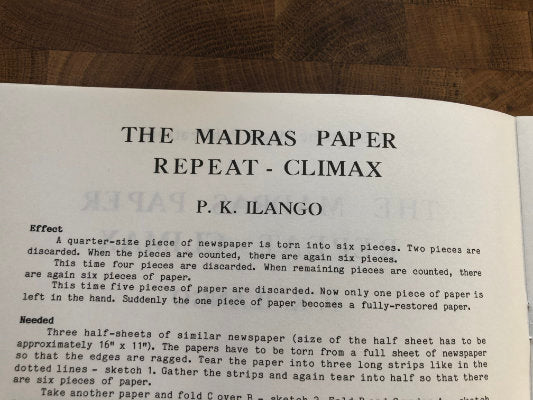 THE MADRAS PAPER
REPEAT - CLIMAX
P. K. ILANGO
Effect
A quarter-size piece of newspaper is torn into six pieces. Two pieces are
discarded. When the pieces are counted, there are again six pieces.
This time four pieces are discarded. When remaining pieces are counted, there
are again six pieces of paper.
This time five pieces of paper are discarded. Now only one piece of paper is
left in the hand. Suddenly the one piece of paper becomes a fully-restored paper.
Needed
Three half-sheets of similar newspaper (size of the half sheet has to be
approximately 16" x 11"). The papers have to be torn from a full sheet of newspaper
so that the edges are ragged. Tear the paper into three long strips like in the
dotted lines - sketch 1. Gather the strips and again tear into half so that there
are six pieces of paper.
Take another paper and fold C over B - sketch 2. Fold B and